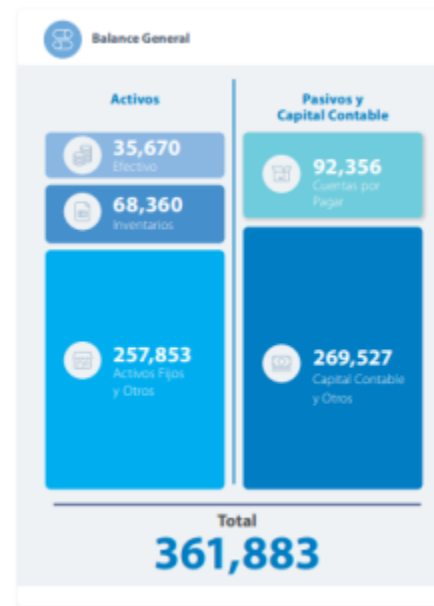 Balance General
Activos
35,670
Efectivo
68,360
Inventarios
257,853
Activos Fijos
y Otros
Pasivos y
Capital Contable
92,356
Cuentas por
Pagar
269,527
Capital Contable
y Otros
Total
361,883